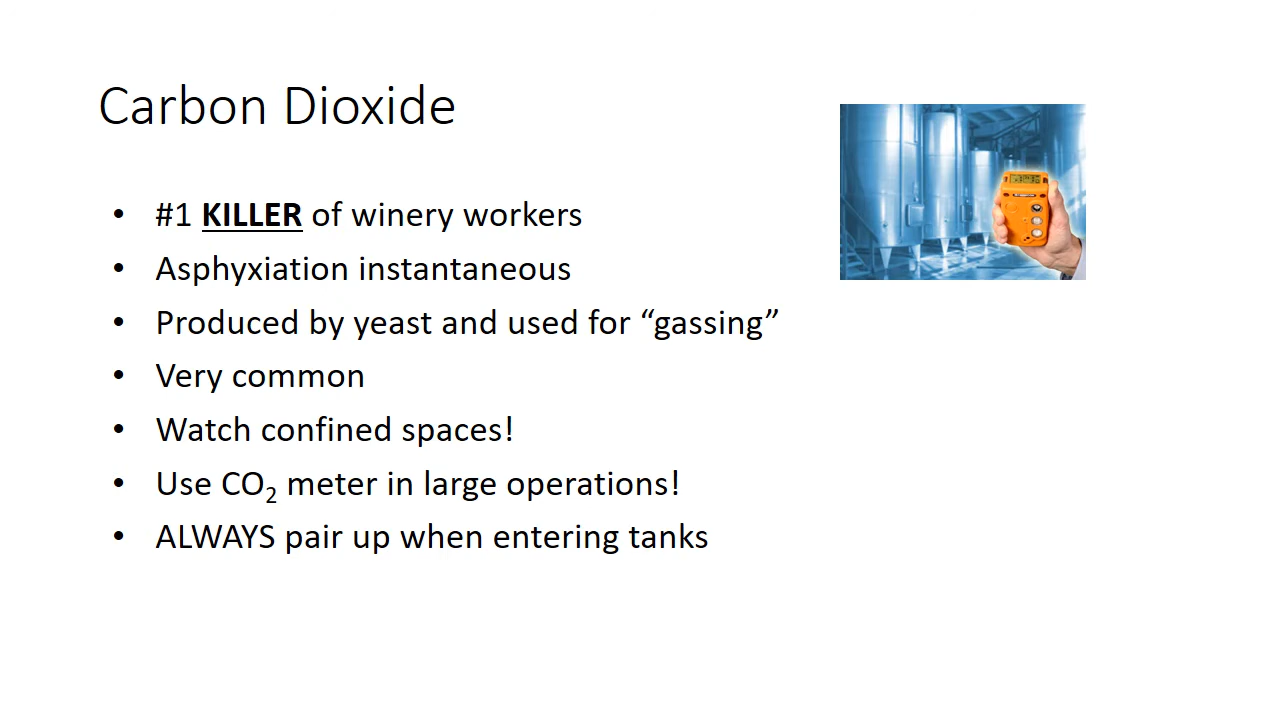 Carbon Dioxide
• #1 KILLER of winery workers
• Asphyxiation instantaneous
• Produced by yeast and used for “gassing”
• Very common
• Watch confined spaces!
• Use CO₂ meter in large operations!
• ALWAYS pair up when entering tanks